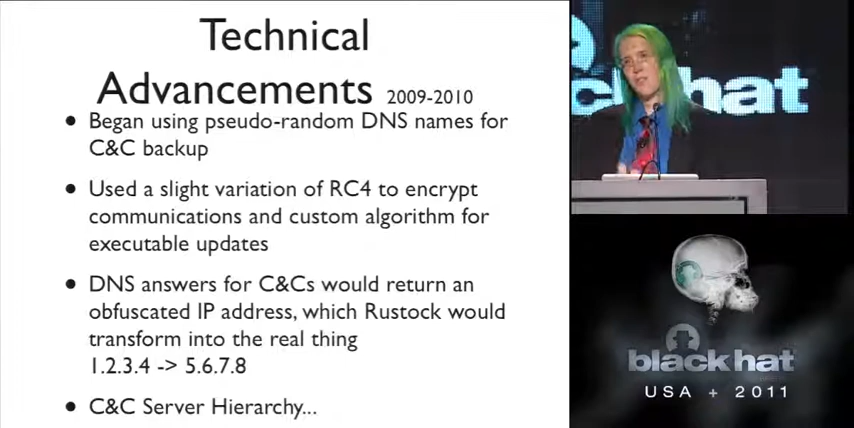 Technical
Advancements 2009-2010
• Began using pseudo-random DNS names for
C&C backup
• Used a slight variation of RC4 to encrypt
communications and custom algorithm for
executable updates
• DNS answers for C&Cs would return an
obfuscated IP address, which Rustock would
transform into the real thing
1.2.3.4 -> 5.6.7.8
• C&C Server Hierarchy...
black hat
black hat
USA + 2011